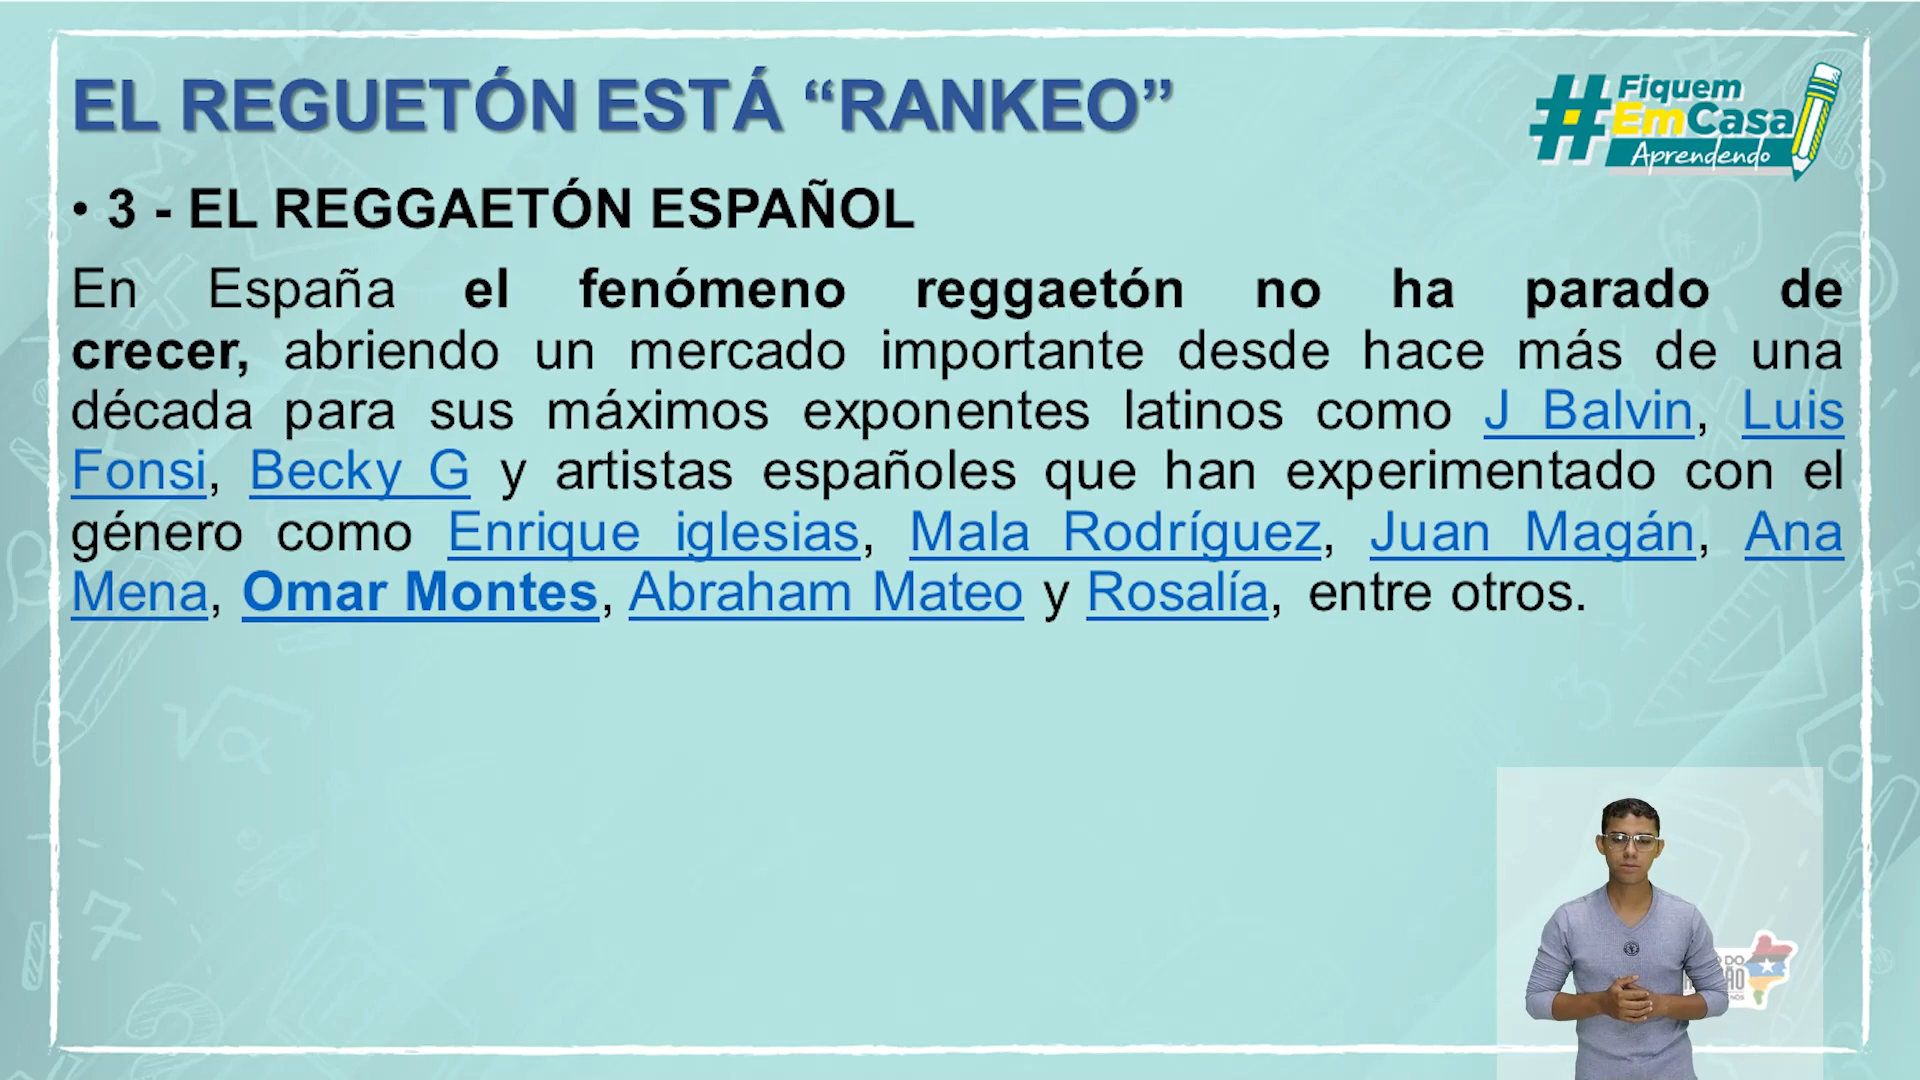 EL REGUETÓN ESTÁ “RANKEO”
#Fiquem
EmCasa
Aprendendo
• 3 - EL REGGAETÓN ESPAÑOL
En España el fenómeno reggaetón no ha parado de
crecer, abriendo un mercado importante desde hace más de una
década para sus máximos exponentes latinos como J Balvin, Luis
Fonsi, Becky G y artistas españoles que han experimentado con el
género como Enrique iglesias, Mala Rodríguez, Juan Magán, Ana
Mena, Omar Montes, Abraham Mateo y Rosalía, entre otros.
DO